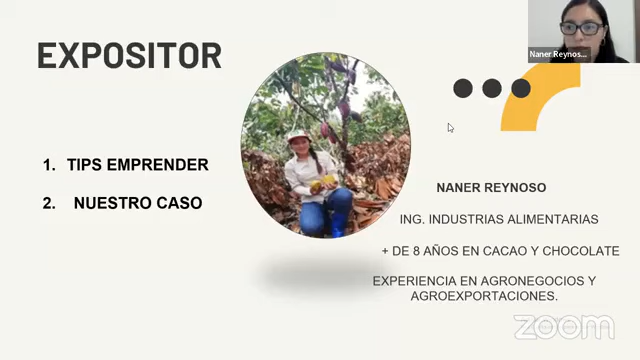 EXPOSITOR
Naner Reynos...
1. TIPS EMPRENDER
2. NUESTRO CASO
NANER REYNOSO
ING. INDUSTRIAS ALIMENTARIAS
+ DE 8 AÑOS EN CACAO Y CHOCOLATE
EXPERIENCIA EN AGRONEGOCIOS Y
AGROEXPORTACIONES.
zoom